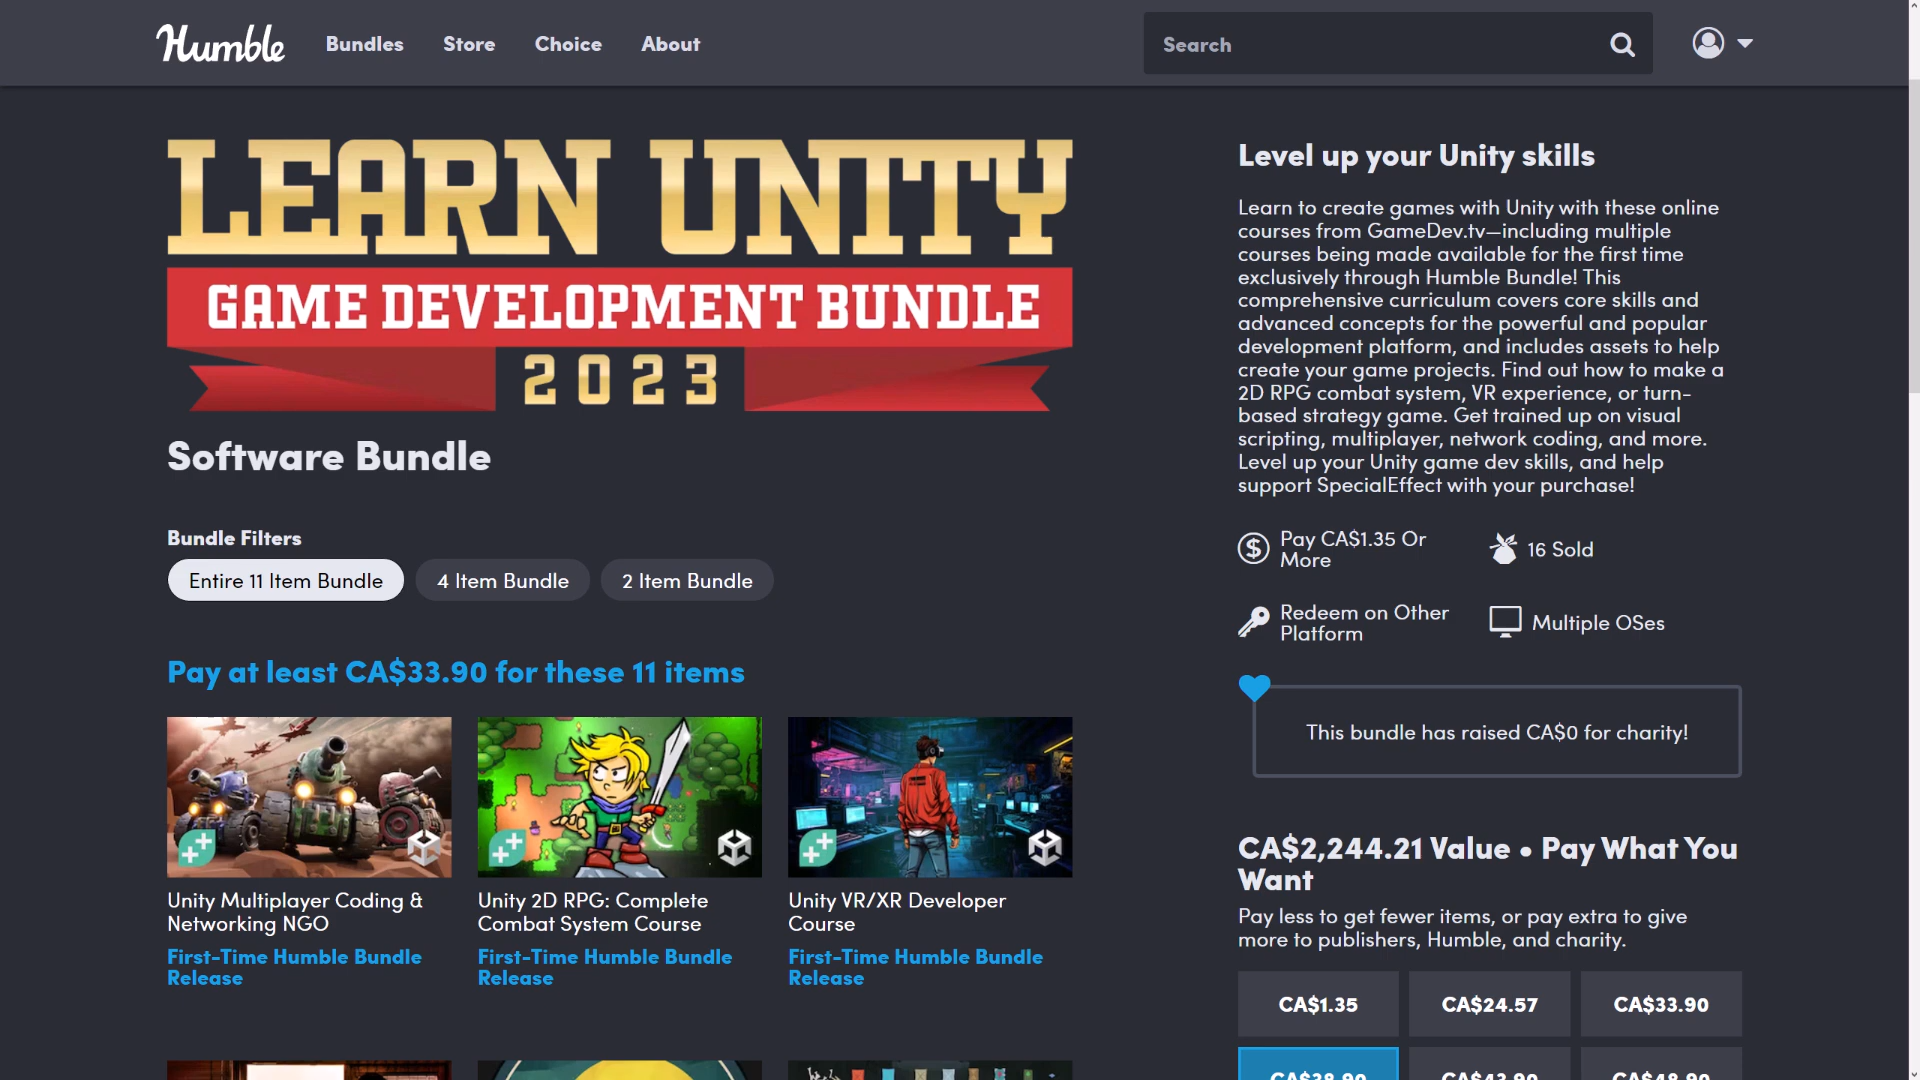 Humble
Bundles
Store
Choice
About
Search
LEARN UNITY
GAME DEVELOPMENT BUNDLE
2023
Software Bundle
Bundle Filters
Entire 11 Item Bundle
4 Item Bundle
2 Item Bundle
Pay at least CA$33.90 for these 11 items
Unity Multiplayer Coding &
Networking NGO
First-Time Humble Bundle
Release
Unity 2D RPG: Complete
Combat System Course
First-Time Humble Bundle
Release
Unity VR/XR Developer
Course
First-Time Humble Bundle
Release
Level up your Unity skills
Learn to create games with Unity with these online
courses from GameDev.tv—including multiple
courses being made available for the first time
exclusively through Humble Bundle! This
comprehensive curriculum covers core skills and
advanced concepts for the powerful and popular
development platform, and includes assets to help
create your game projects. Find out how to make a
2D RPG combat system, VR experience, or turn-
based strategy game. Get trained up on visual
scripting, multiplayer, network coding, and more.
Level up your Unity game dev skills, and help
support SpecialEffect with your purchase!
Pay CA$1.35 Or
More
16 Sold
Redeem on Other
Platform
Multiple OSes
This bundle has raised CA$0 for charity!
CA$2,244.21 Value • Pay What You
Want
Pay less to get fewer items, or pay extra to give
more to publishers, Humble, and charity.
CA$1.35
CA$24.57
CA$33.90
CA$38.90
CA$43.90
CA$48.90